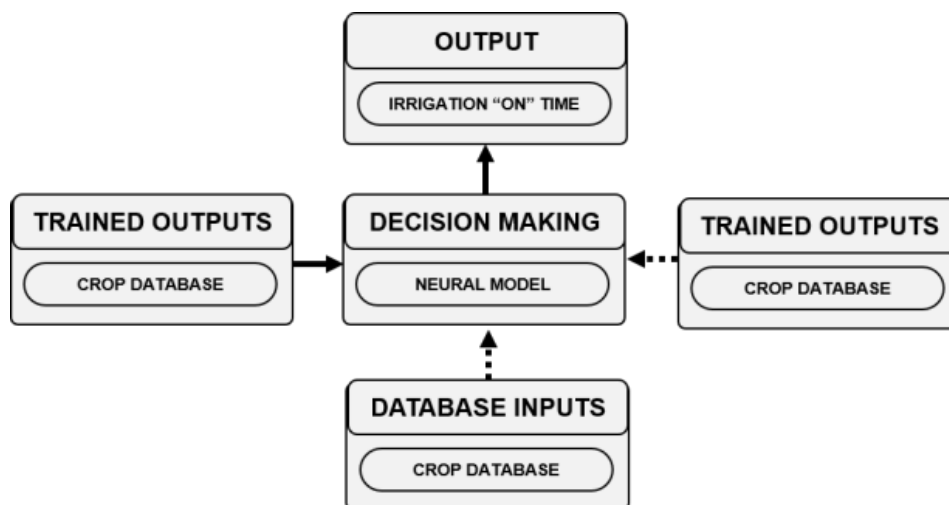 OUTPUT
IRRIGATION “ON” TIME
TRAINED OUTPUTS
CROP DATABASE
DECISION MAKING
NEURAL MODEL
TRAINED OUTPUTS
CROP DATABASE
DATABASE INPUTS
CROP DATABASE